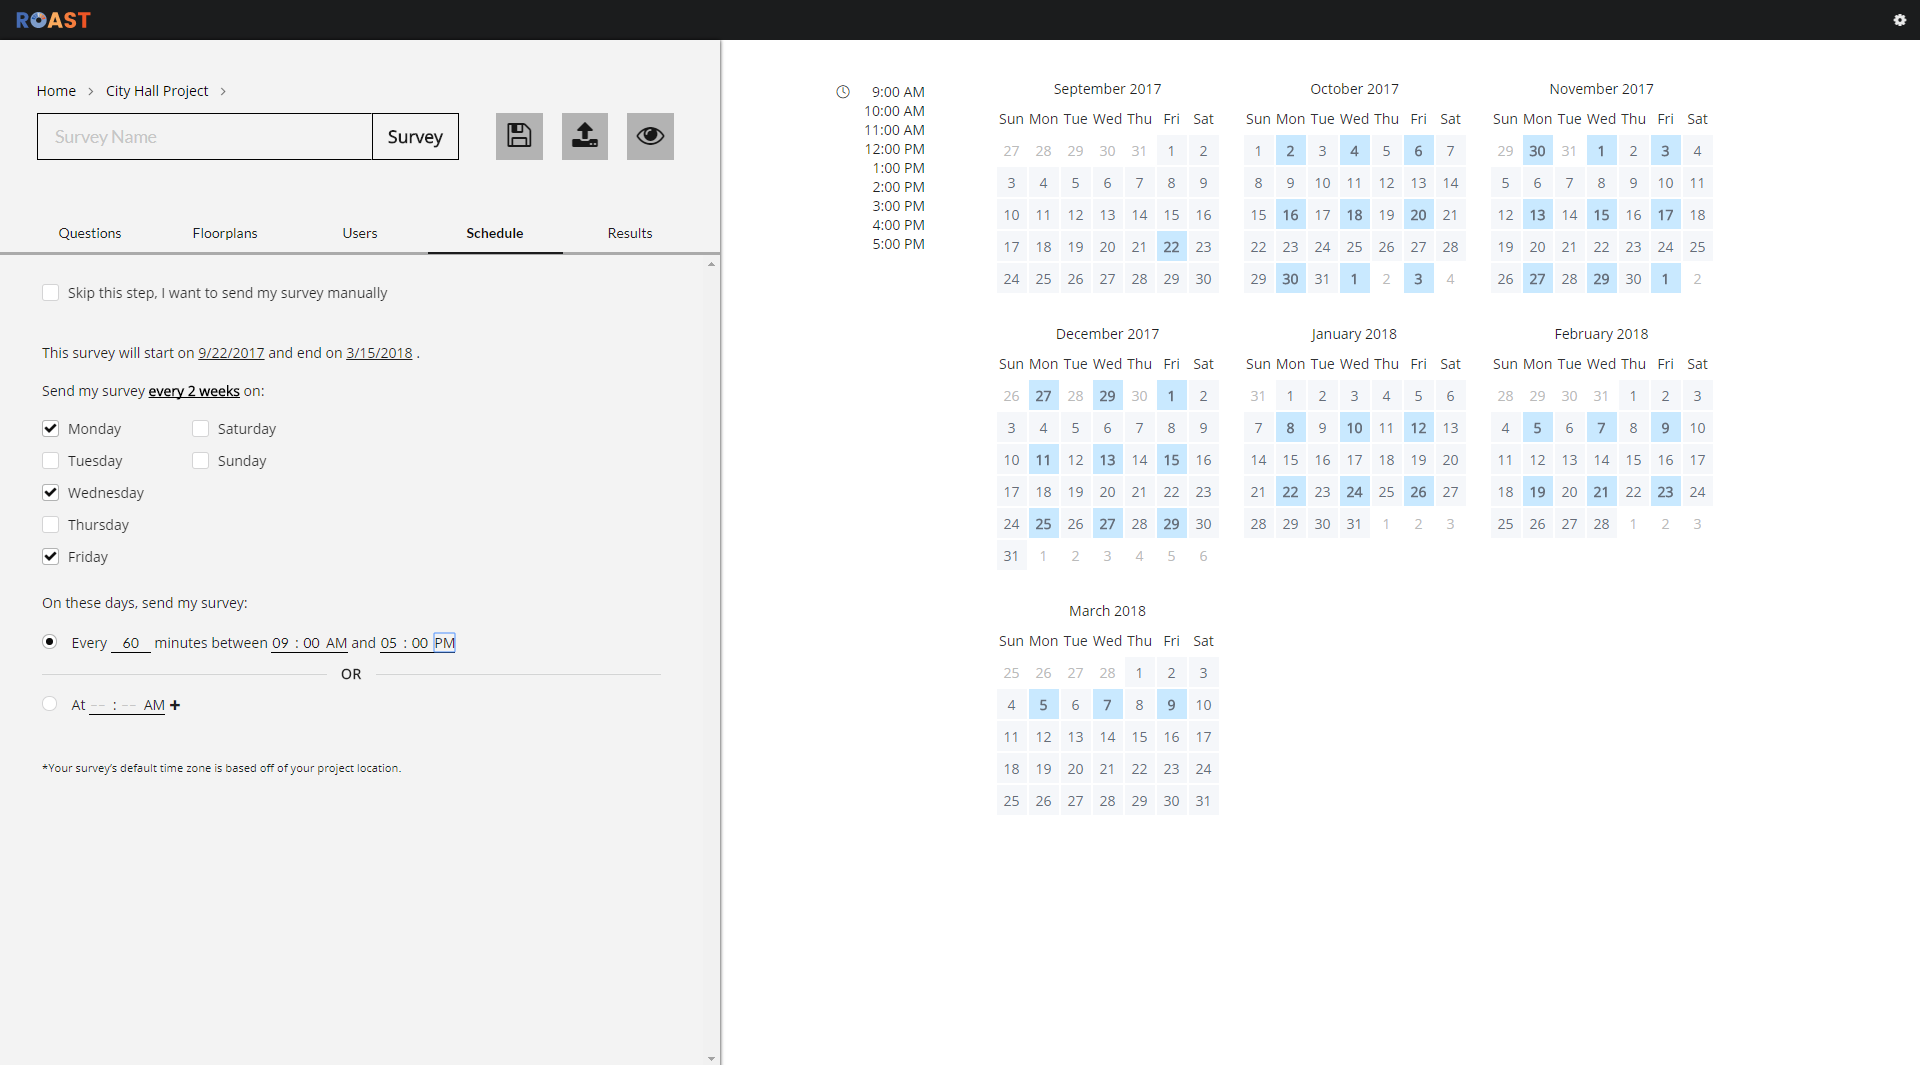 ROAST
Home > City Hall Project >
Survey Name Survey
Questions Floorplans Users Schedule Results
Skip this step, I want to send my survey manually
This survey will start on 9/22/2017 and end on 3/15/2018 .
Send my survey every 2 weeks on:
Monday Saturday
Tuesday Sunday
Wednesday
Thursday
Friday
On these days, send my survey:
Every 60 minutes between 09 : 00 AM and 05 : 00 PM
OR
At -- : -- AM +
*Your survey's default time zone is based off of your project location.
9:00 AM
10:00 AM
11:00 AM
12:00 PM
1:00 PM
2:00 PM
3:00 PM
4:00 PM
5:00 PM
September 2017
Sun Mon Tue Wed Thu Fri Sat
27 28 29 30 31 1 2
3 4 5 6 7 8 9
10 11 12 13 14 15 16
17 18 19 20 21 22 23
24 25 26 27 28 29 30
October 2017
Sun Mon Tue Wed Thu Fri Sat
1 2 3 4 5 6 7
8 9 10 11 12 13 14
15 16 17 18 19 20 21
22 23 24 25 26 27 28
29 30 31 1 2 3 4
November 2017
Sun Mon Tue Wed Thu Fri Sat
29 30 31 1 2 3 4
5 6 7 8 9 10 11
12 13 14 15 16 17 18
19 20 21 22 23 24 25
26 27 28 29 30 1 2
December 2017
Sun Mon Tue Wed Thu Fri Sat
26 27 28 29 30 1 2
3 4 5 6 7 8 9
10 11 12 13 14 15 16
17 18 19 20 21 22 23
24 25 26 27 28 29 30
31 1 2 3 4 5 6
January 2018
Sun Mon Tue Wed Thu Fri Sat
31 1 2 3 4 5 6
7 8 9 10 11 12 13
14 15 16 17 18 19 20
21 22 23 24 25 26 27
28 29 30 31 1 2 3
February 2018
Sun Mon Tue Wed Thu Fri Sat
28 29 30 31 1 2 3
4 5 6 7 8 9 10
11 12 13 14 15 16 17
18 19 20 21 22 23 24
25 26 27 28 1 2 3
March 2018
Sun Mon Tue Wed Thu Fri Sat
25 26 27 28 1 2 3
4 5 6 7 8 9 10
11 12 13 14 15 16 17
18 19 20 21 22 23 24
25 26 27 28 29 30 31